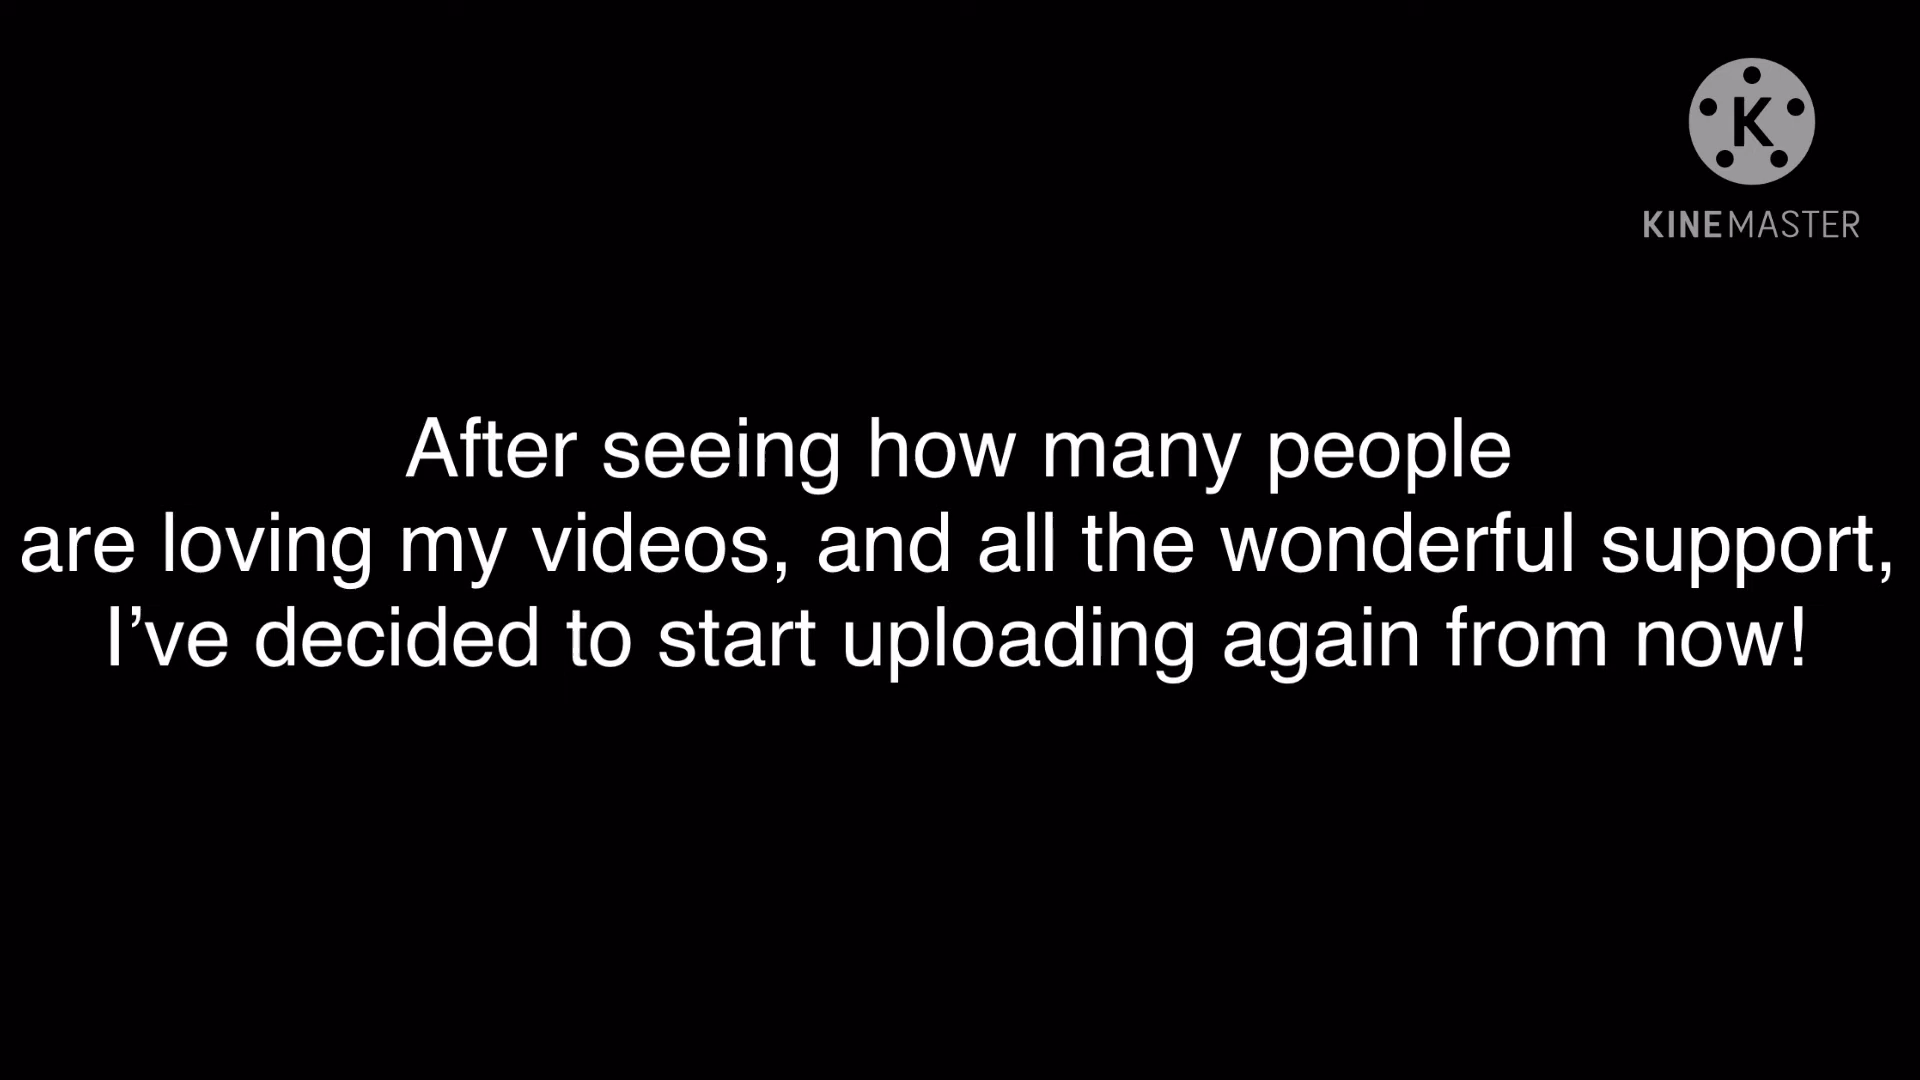 K
KINEMASTER
After seeing how many people
are loving my videos, and all the wonderful support,
I’ve decided to start uploading again from now!